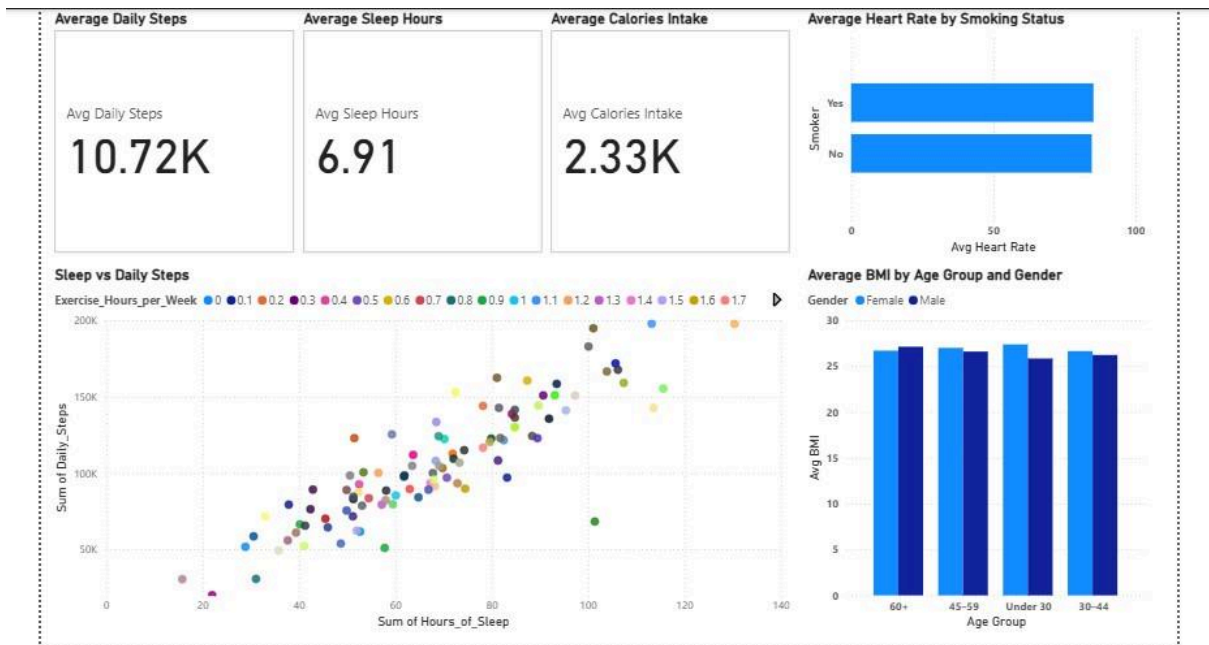 Average Daily Steps
Avg Daily Steps
10.72K
Average Sleep Hours
Avg Sleep Hours
6.91
Average Calories Intake
Avg Calories Intake
2.33K
Average Heart Rate by Smoking Status
Smoker
Yes
No
0 50 100
Avg Heart Rate
Sleep vs Daily Steps
Exercise_Hours_per_Week 0 0.1 0.2 0.3 0.4 0.5 0.6 0.7 0.8 0.9 1 1.1 1.2 1.3 1.4 1.5 1.6 1.7
Sum of Daily_Steps
200K
150K
100K
50K
0 20 40 60 80 100 120 140
Sum of Hours_of_Sleep
Average BMI by Age Group and Gender
Gender Female Male
Avg BMI
30
25
20
15
10
5
0
60+ 45–59 Under 30 30–44
Age Group